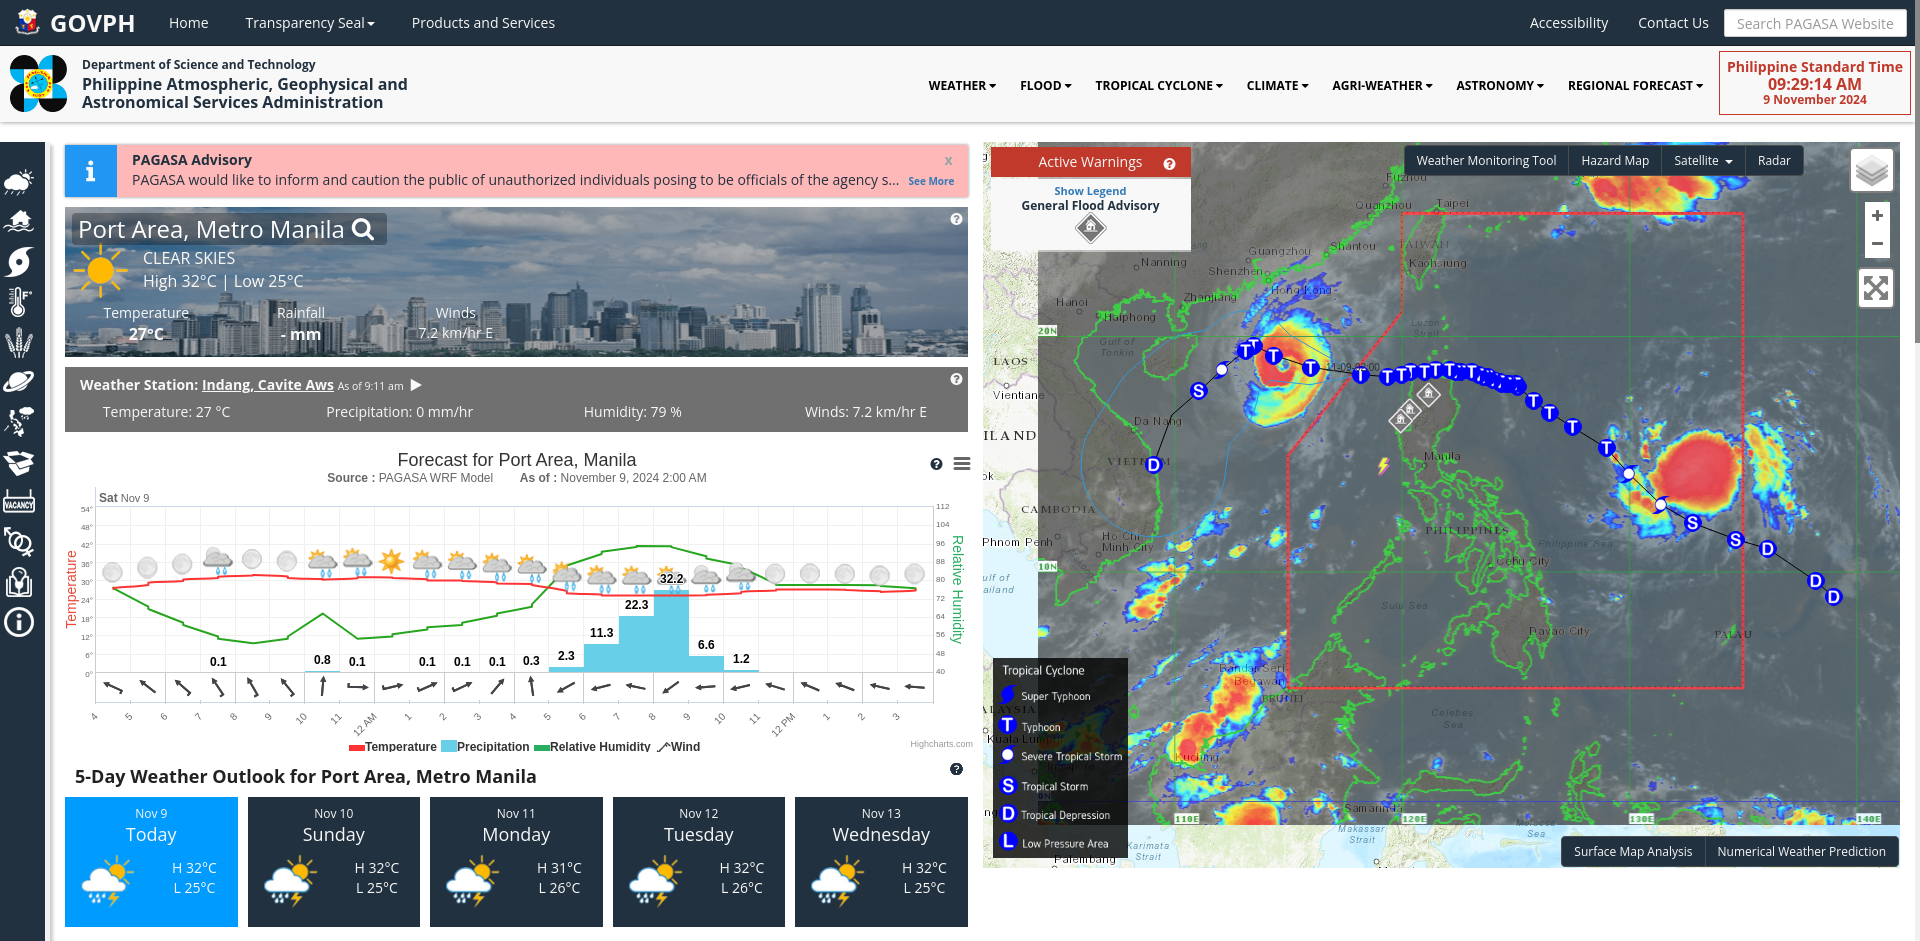 GOVPH
Home
Transparency Seal
Products and Services
Accessibility
Contact Us
Search PAGASA Website
Department of Science and Technology
Philippine Atmospheric, Geophysical and
Astronomical Services Administration
WEATHER
FLOOD
TROPICAL CYCLONE
CLIMATE
AGRI-WEATHER
ASTRONOMY
REGIONAL FORECAST
Philippine Standard Time
09:29:14 AM
9 November 2024
VACANCY
PAGASA Advisory
x
PAGASA would like to inform and caution the public of unauthorized individuals posing to be officials of the agency s...
See More
Port Area, Metro Manila
CLEAR SKIES
High 32°C | Low 25°C
Temperature
Rainfall
Winds
27°C
- mm
7.2 km/hr E
Weather Station: Indang, Cavite Aws As of 9:11 am
Temperature: 27 °C
Precipitation: 0 mm/hr
Humidity: 79 %
Winds: 7.2 km/hr E
Forecast for Port Area, Manila
Source : PAGASA WRF Model As of : November 9, 2024 2:00 AM
Sat Nov 9
54°
48°
42°
36°
30°
24°
18°
12°
6°
0°
Temperature
112
104
96
88
80
72
64
56
48
40
Relative Humidity
0.1
0.8
0.1
0.1
0.1
0.1
0.3
2.3
11.3
22.3
32.2
6.6
1.2
4
5
6
7
8
9
10
11
12 AM
1
2
3
4
5
6
7
8
9
10
11
12 PM
1
2
3
Temperature
Precipitation
Relative Humidity
Wind
Highcharts.com
5-Day Weather Outlook for Port Area, Metro Manila
Nov 9
Today
H 32°C
L 25°C
Nov 10
Sunday
H 32°C
L 25°C
Nov 11
Monday
H 31°C
L 26°C
Nov 12
Tuesday
H 32°C
L 26°C
Nov 13
Wednesday
H 32°C
L 25°C
Active Warnings
Show Legend
General Flood Advisory
Weather Monitoring Tool
Hazard Map
Satellite
Radar
+
−
Fuzhou
Quanzhou
Taipei
Guangzhou
Shantou
TAIWAN
Nanning
Shenzhen
Kaohsiung
Hanoi
Zhanjiang
Hong Kong
Haiphong
20N
Luzon
Strait
Gulf of
Tonkin
LAOS
Vientiane
Da Nang
ILAND
VIETNAM
Manila
ok
CAMBODIA
PHILIPPINES
Phnom Penh
Ho Chi
Minh City
Philippine Sea
Cebu City
10N
ulf of
ailand
Sulu Sea
Davao City
PALAU
Bandar Seri
Begawan
BRUNEI
Celebes
Sea
Kuching
Samarinda
110E
120E
130E
140E
Makassar
Strait
Karimata
Strait
Palembang
Tropical Cyclone
Super Typhoon
T Typhoon
Severe Tropical Storm
S Tropical Storm
D Tropical Depression
L Low Pressure Area
Surface Map Analysis
Numerical Weather Prediction